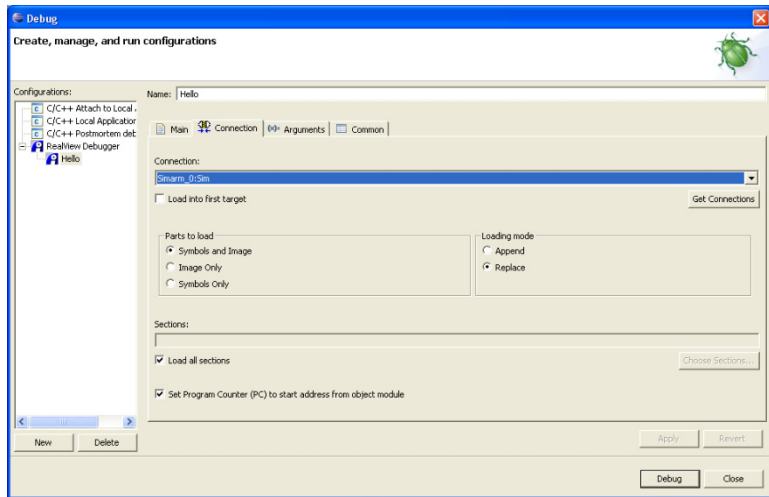 Debug
Create, manage, and run configurations
Configurations:
C/C++ Attach to Local
C/C++ Local Application
C/C++ Postmortem deb
RealView Debugger
Hello
New
Delete
Name: Hello
Main
Connection
(x)= Arguments
Common
Connection:
Simarm_0:Sim
Load into first target
Get Connections
Parts to load
Symbols and Image
Image Only
Symbols Only
Loading mode
Append
Replace
Sections:
Load all sections
Choose Sections...
Set Program Counter (PC) to start address from object module
Apply
Revert
Debug
Close